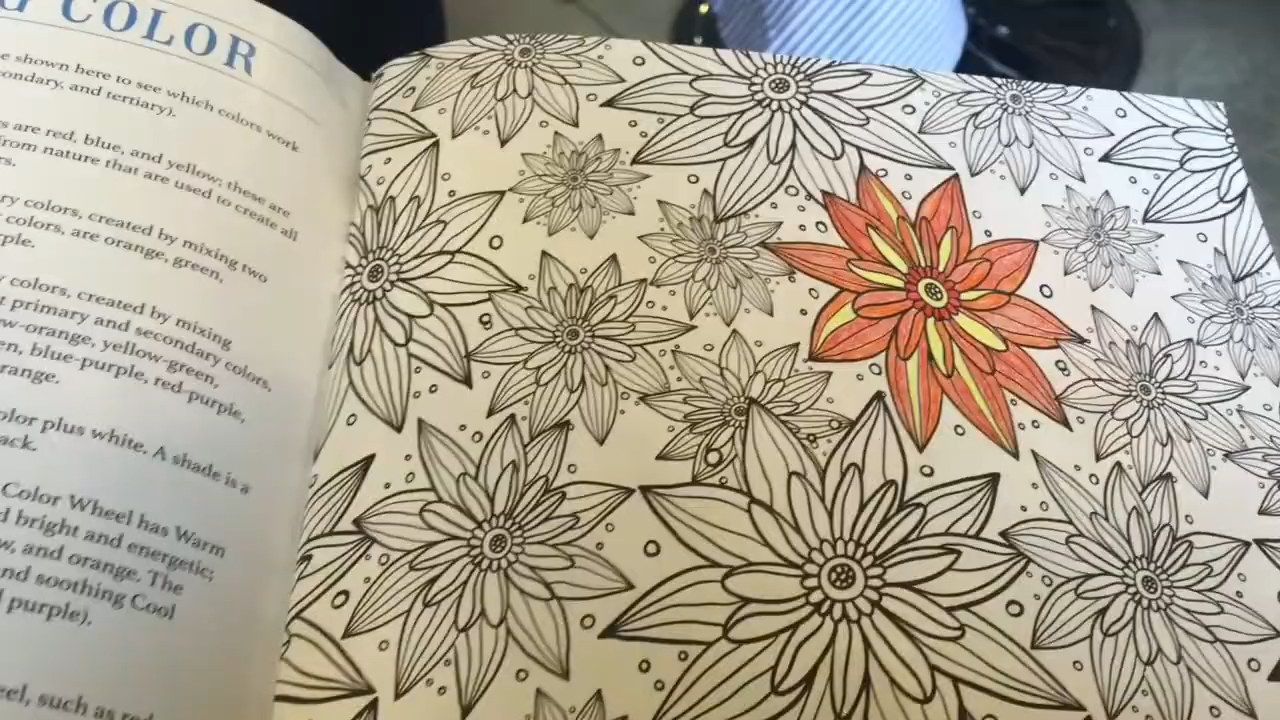 COLOR
e shown here to see which colors work
ondary, and tertiary).
s are red, blue, and yellow; these are
from nature that are used to create all
rs.
ry colors, created by mixing two
colors, are orange, green,
ple.
y colors, created by mixing
t primary and secondary colors,
w-orange, yellow-green,
en, blue-purple, red-purple,
range.
olor plus white. A shade is a
ack.
Color Wheel has Warm
d bright and energetic;
w, and orange. The
nd soothing Cool
l purple).
eel, such as red